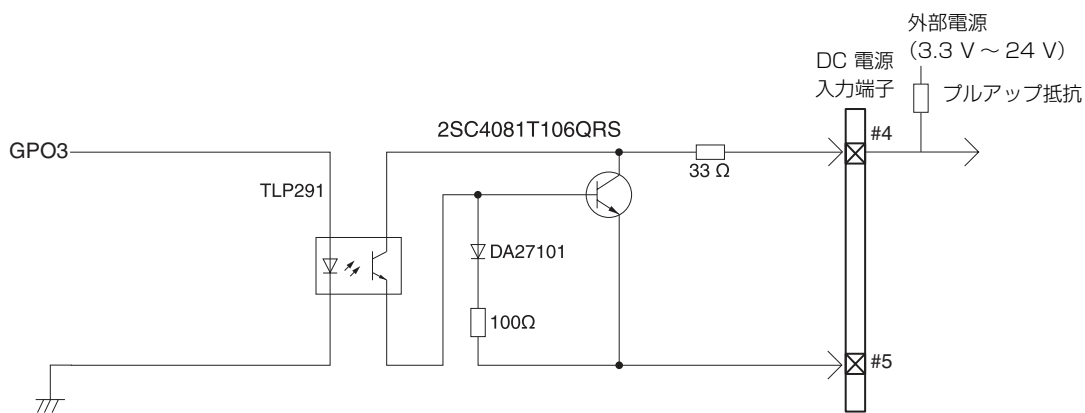 外部電源
（3.3 V ～ 24 V）
DC 電源
入力端子
プルアップ抵抗
2SC4081T106QRS
#4
GPO3
33 Ω
TLP291
DA27101
100Ω
#5